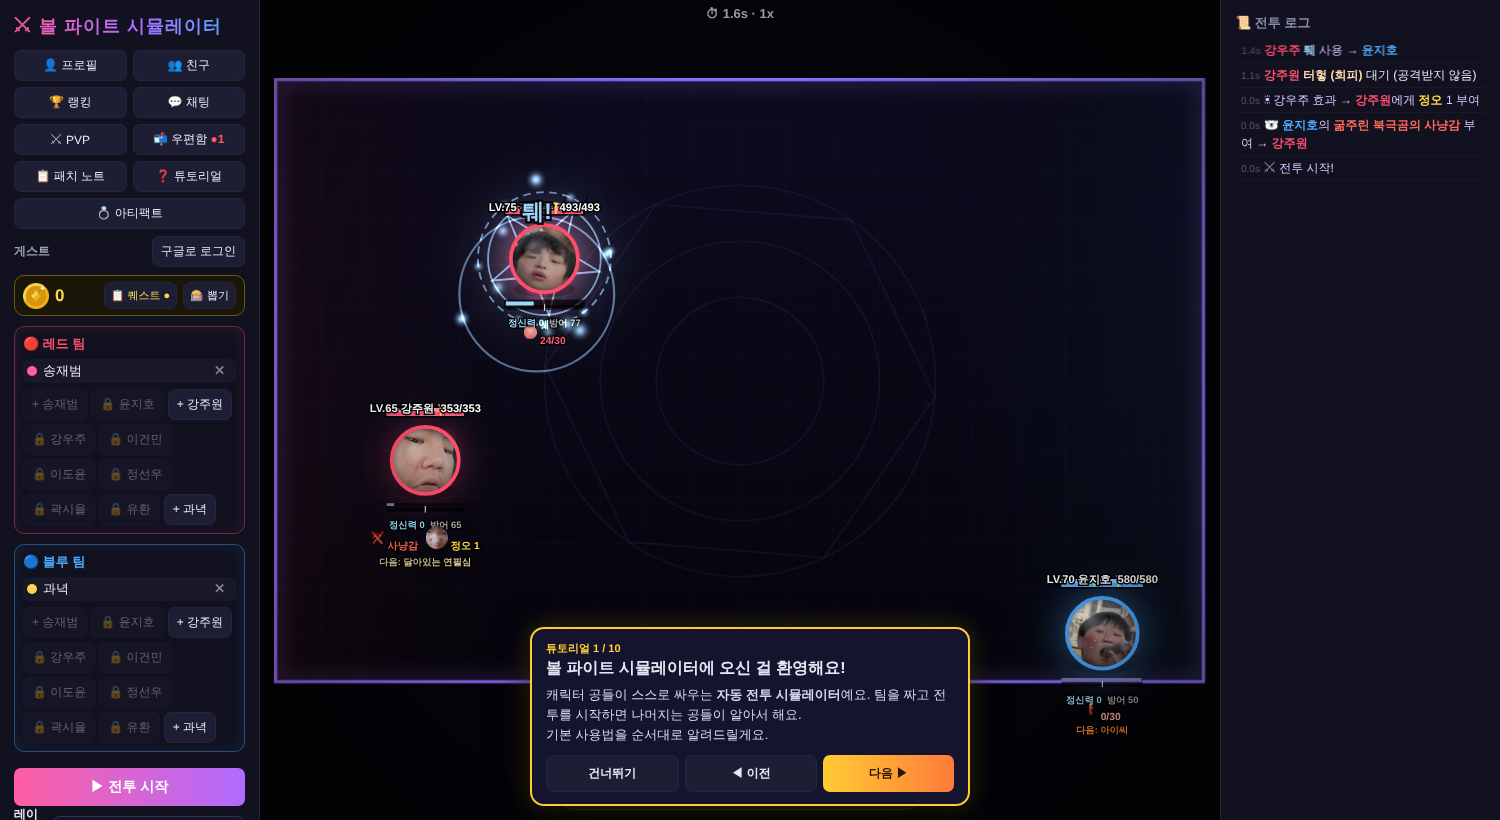 ⚔ 볼 파이트 시뮬레이터
👤 프로필
👥 친구
🏆 랭킹
💬 채팅
⚔ PVP
📬 우편함 ●1
📋 패치 노트
❓ 튜토리얼
💍 아티팩트
게스트
구글로 로그인
0
📋 퀘스트 ●
🎰 뽑기
🔴 레드 팀
송재범 ✕
+ 송재범
🔒 윤지호
+ 강주원
🔒 강우주
🔒 이건민
🔒 이도윤
🔒 정선우
🔒 곽시율
🔒 유환
+ 과녁
🔵 블루 팀
과녁 ✕
+ 송재범
🔒 윤지호
+ 강주원
🔒 강우주
🔒 이건민
🔒 이도윤
🔒 정선우
🔒 곽시율
🔒 유환
+ 과녁
▶ 전투 시작
레이
⏱ 1.6s · 1x
LV.75
493/493
퉤!
정신력 0 방어 77
24/30
LV.65 강주원 353/353
정신력 0 방어 65
사냥감
정오 1
다음: 닳아있는 연필심
LV.70 윤지호 580/580
정신력 0 방어 50
0/30
다음: 아이씨
튜토리얼 1 / 10
볼 파이트 시뮬레이터에 오신 걸 환영해요!
캐릭터 공들이 스스로 싸우는 자동 전투 시뮬레이터예요. 팀을 짜고 전
투를 시작하면 나머지는 공들이 알아서 해요.
기본 사용법을 순서대로 알려드릴게요.
건너뛰기
◀ 이전
다음 ▶
📜 전투 로그
1.4s 강우주 퉤 사용 → 윤지호
1.1s 강주원 터헣 (회피) 대기 (공격받지 않음)
0.0s 강우주 효과 → 강주원에게 정오 1 부여
0.0s 🐻‍❄️ 윤지호의 굶주린 북극곰의 사냥감 부
여 → 강주원
0.0s ⚔ 전투 시작!